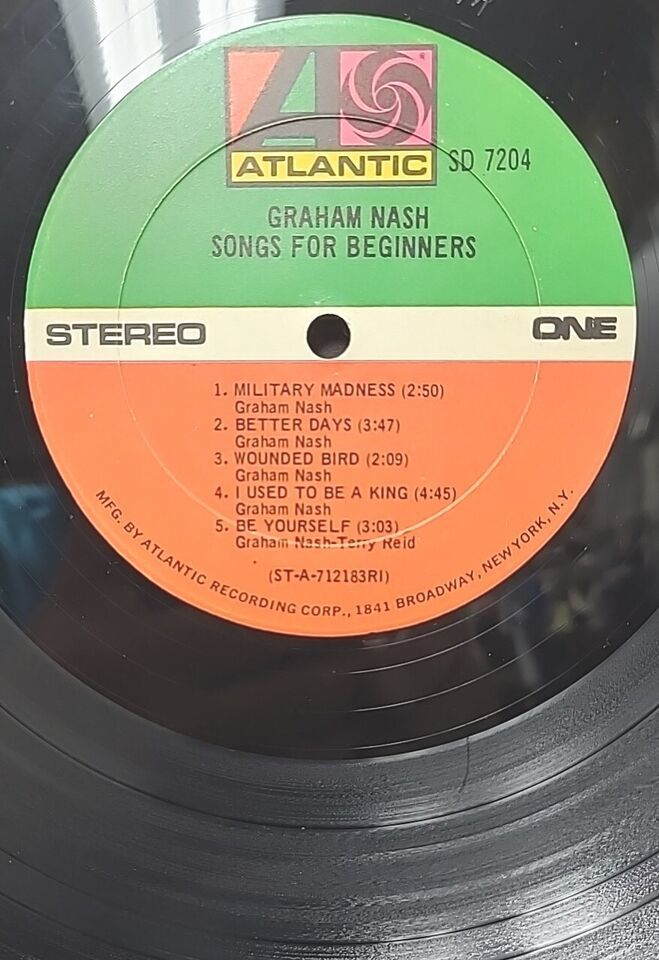 ATLANTIC
SD 7204
GRAHAM NASH
SONGS FOR BEGINNERS
STEREO
ONE
1. MILITARY MADNESS (2:50)
Graham Nash
2. BETTER DAYS (3:47)
Graham Nash
3. WOUNDED BIRD (2:09)
Graham Nash
4. I USED TO BE A KING (4:45)
Graham Nash
5. BE YOURSELF (3:03)
Graham Nash-Terry Reid
(ST-A-712183RI)
MFG. BY ATLANTIC RECORDING CORP., 1841 BROADWAY, NEW YORK, N.Y.